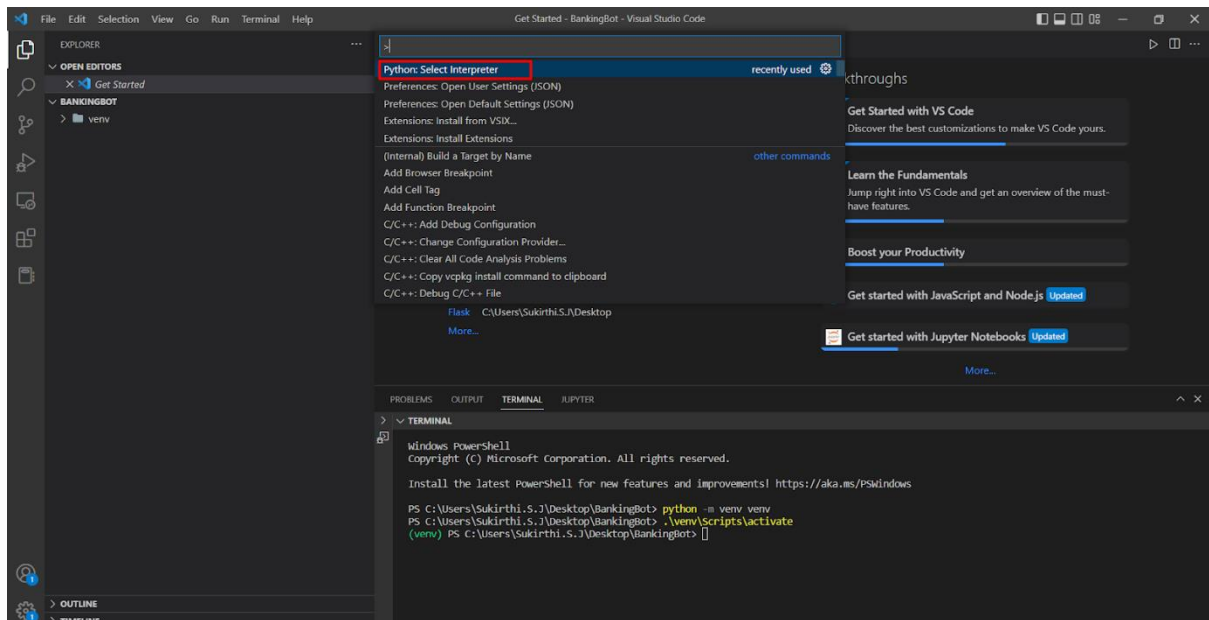 File Edit Selection View Go Run Terminal Help
Get Started - BankingBot - Visual Studio Code
EXPLORER
OPEN EDITORS
Get Started
BANKINGBOT
venv
OUTLINE
>
Python: Select Interpreter recently used
Preferences: Open User Settings (JSON)
Preferences: Open Default Settings (JSON)
Extensions: Install from VSIX...
Extensions: Install Extensions
(Internal) Build a Target by Name other commands
Add Browser Breakpoint
Add Cell Tag
Add Function Breakpoint
C/C++: Add Debug Configuration
C/C++: Change Configuration Provider...
C/C++: Clear All Code Analysis Problems
C/C++: Copy vcpkg install command to clipboard
C/C++: Debug C/C++ File
Flask C:\Users\Sukirthi.S.J\Desktop
More...
kthroughs
Get Started with VS Code
Discover the best customizations to make VS Code yours.
Learn the Fundamentals
Jump right into VS Code and get an overview of the must-
have features.
Boost your Productivity
Get started with JavaScript and Node.js Updated
Get started with Jupyter Notebooks Updated
More...
PROBLEMS OUTPUT TERMINAL JUPYTER
TERMINAL
Windows PowerShell
Copyright (C) Microsoft Corporation. All rights reserved.
Install the latest PowerShell for new features and improvements! https://aka.ms/PSWindows
PS C:\Users\Sukirthi.S.J\Desktop\BankingBot> python -m venv venv
PS C:\Users\Sukirthi.S.J\Desktop\BankingBot> .\venv\Scripts\activate
(venv) PS C:\Users\Sukirthi.S.J\Desktop\BankingBot>
1
1